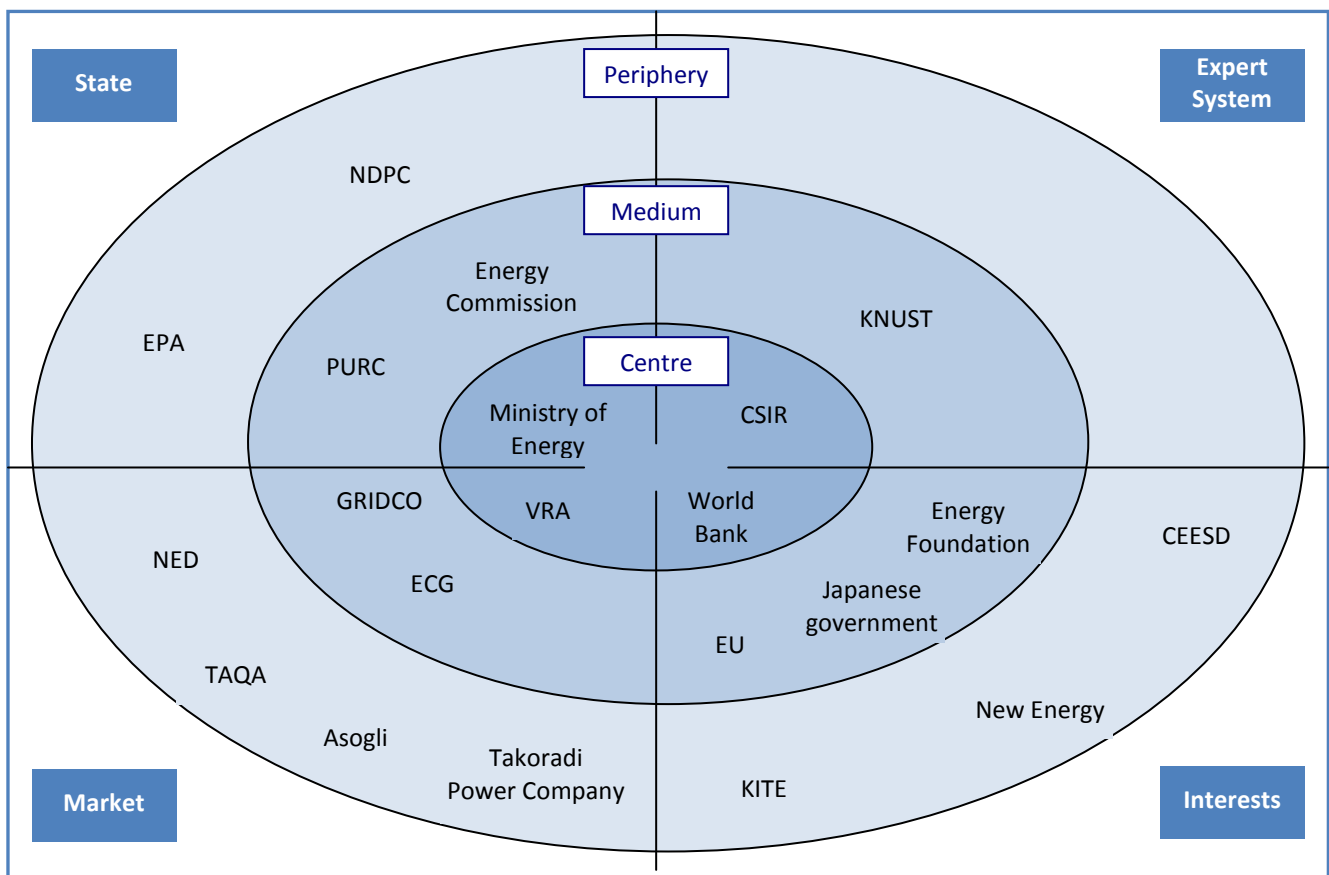 State
Periphery
Expert
System
NDPC
Medium
Energy
Commission
KNUST
EPA
PURC
Centre
Ministry of
Energy
CSIR
GRIDCO
VRA
World
Bank
Energy
Foundation
CEESD
NED
ECG
Japanese
government
EU
TAQA
New Energy
Asogli
Takoradi
Power Company
KITE
Market
Interests